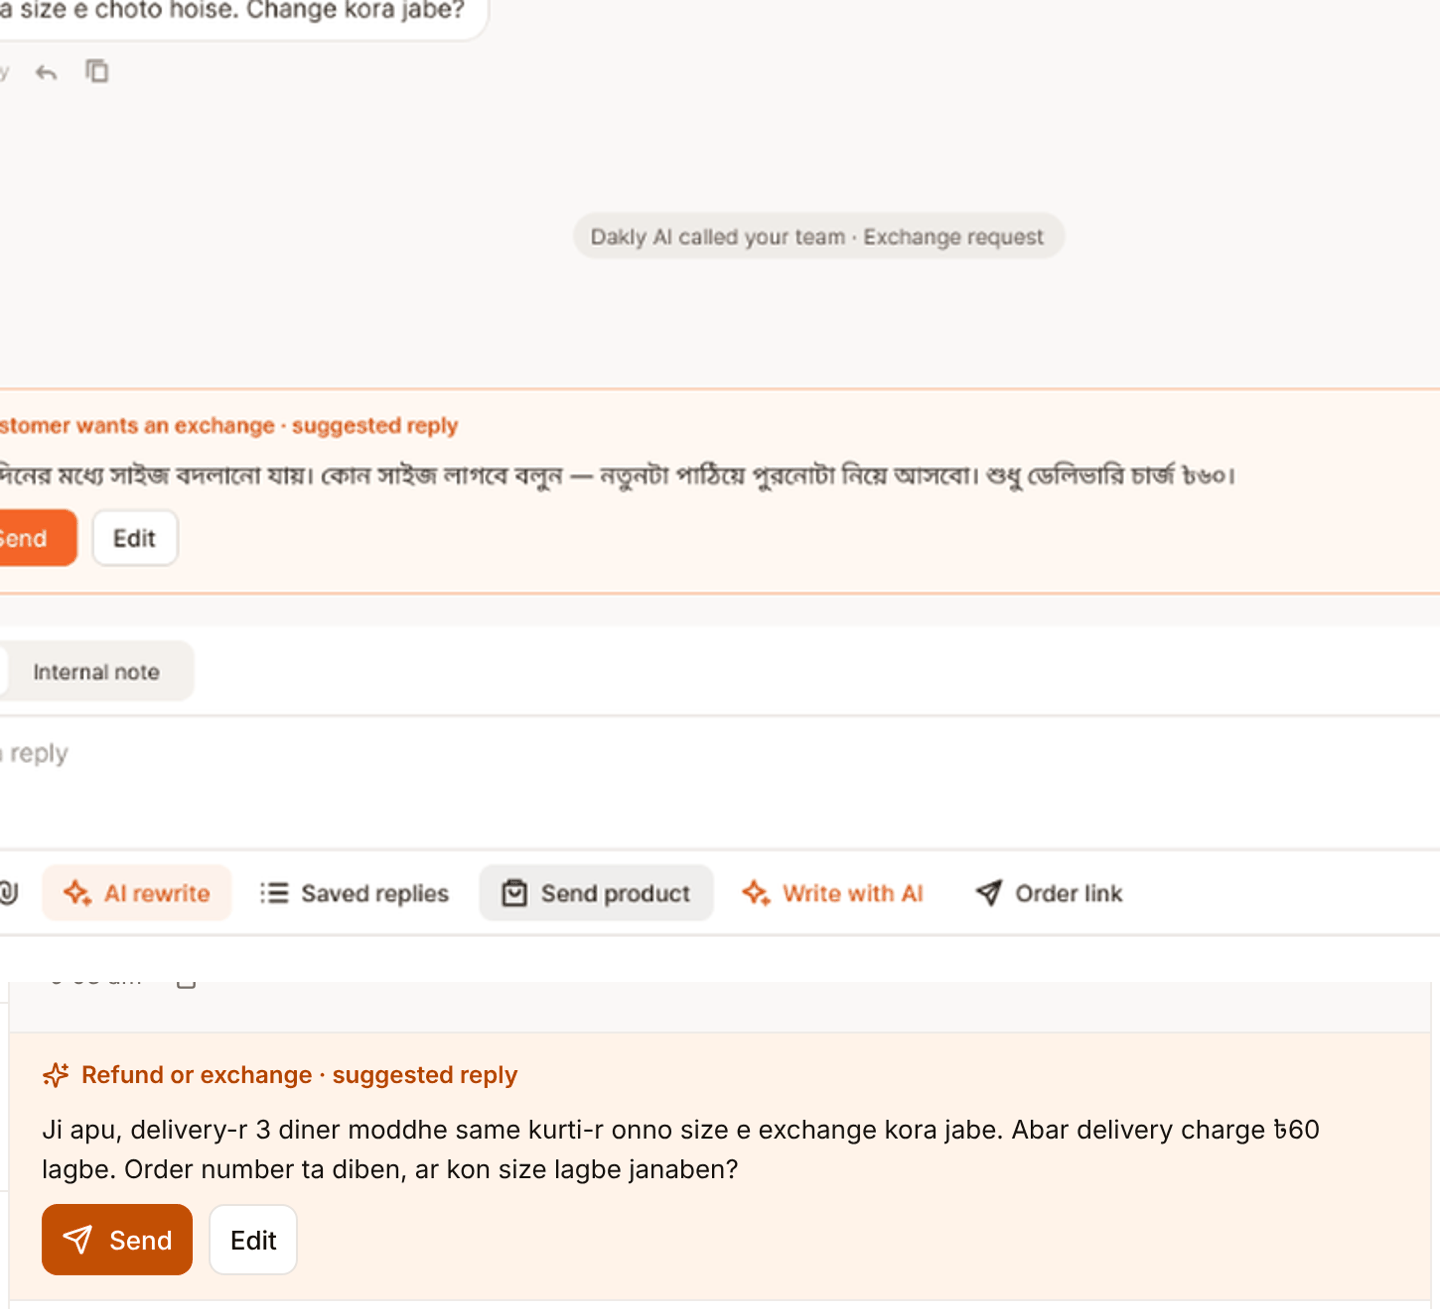 a size e choto hoise. Change kora jabe?
Dakly AI called your team · Exchange request
stomer wants an exchange · suggested reply
দিনের মধ্যে সাইজ বদলানো যায়। কোন সাইজ লাগবে বলুন — নতুনটা পাঠিয়ে পুরনোটা নিয়ে আসবো। শুধু ডেলিভারি চার্জ ৳৬০।
Send Edit
Internal note
reply
AI rewrite Saved replies Send product Write with AI Order link
Refund or exchange · suggested reply
Ji apu, delivery-r 3 diner moddhe same kurti-r onno size e exchange kora jabe. Abar delivery charge ৳60
lagbe. Order number ta diben, ar kon size lagbe janaben?
Send Edit